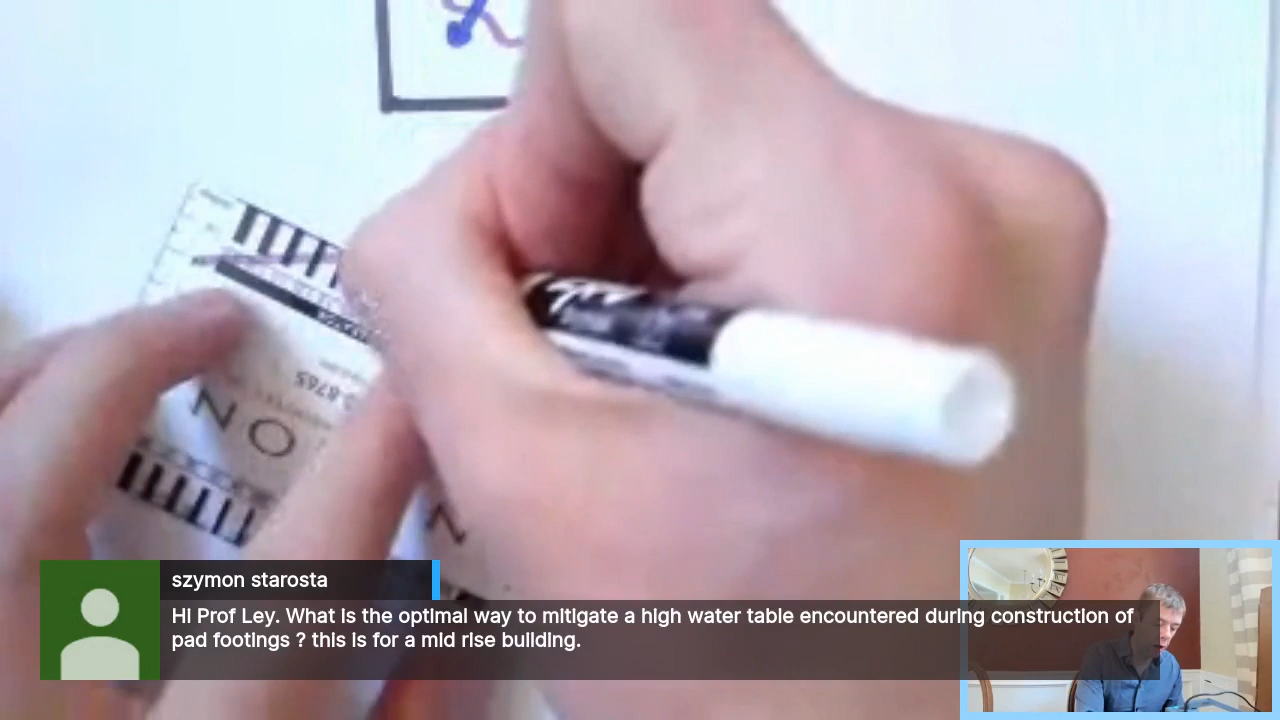 szymon starosta
Hi Prof Ley. What is the optimal way to mitigate a high water table encountered during construction of
pad footings ? this is for a mid rise building.
NO
N